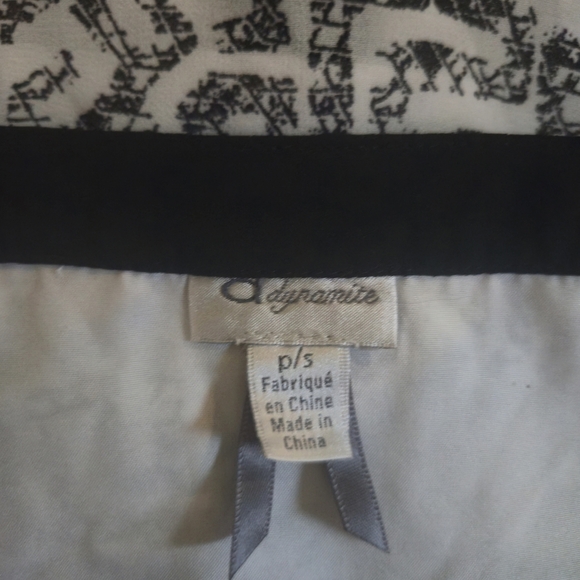 d dynamite
p/s
Fabriqué
en Chine
Made in
China